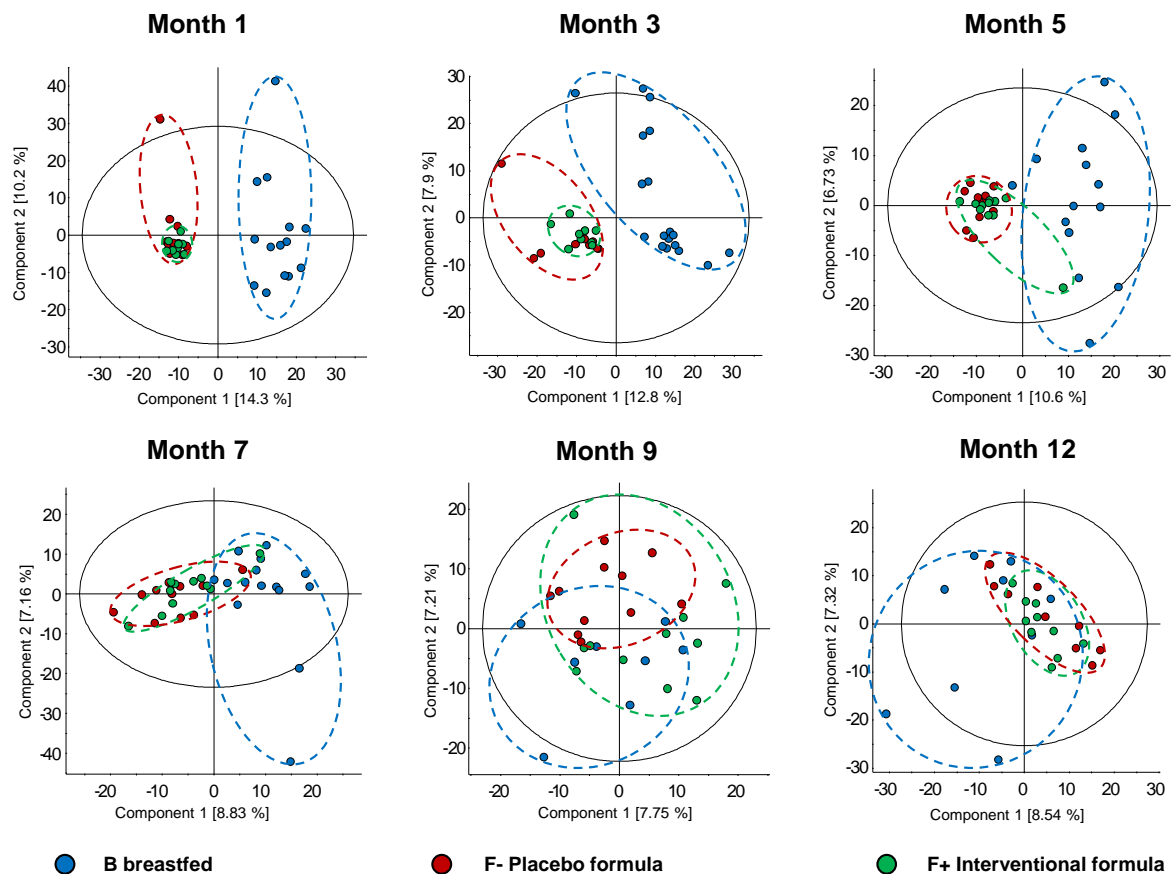 Month 1
Month 3
Month 5
40
30
20
10
0
-10
-20
-30
Component 2 [10.2 %]
-30 -20 -10 0 10 20 30
Component 1 [14.3 %]
30
20
10
0
-10
-20
Component 2 [7.9 %]
-30 -20 -10 0 10 20 30
Component 1 [12.8 %]
30
20
10
0
-10
-20
-30
Component 2 [6.73 %]
-30 -20 -10 0 10 20 30
Component 1 [10.6 %]
Month 7
Month 9
Month 12
20
10
0
-10
-20
-30
-40
Component 2 [7.16 %]
-20 -10 0 10 20
Component 1 [8.83 %]
20
10
0
-10
-20
Component 2 [7.21 %]
-20 -10 0 10 20
Component 1 [7.75 %]
30
20
10
0
-10
-20
-30
Component 2 [7.32 %]
-30 -20 -10 0 10 20 30
Component 1 [8.54 %]
B breastfed
F- Placebo formula
F+ Interventional formula